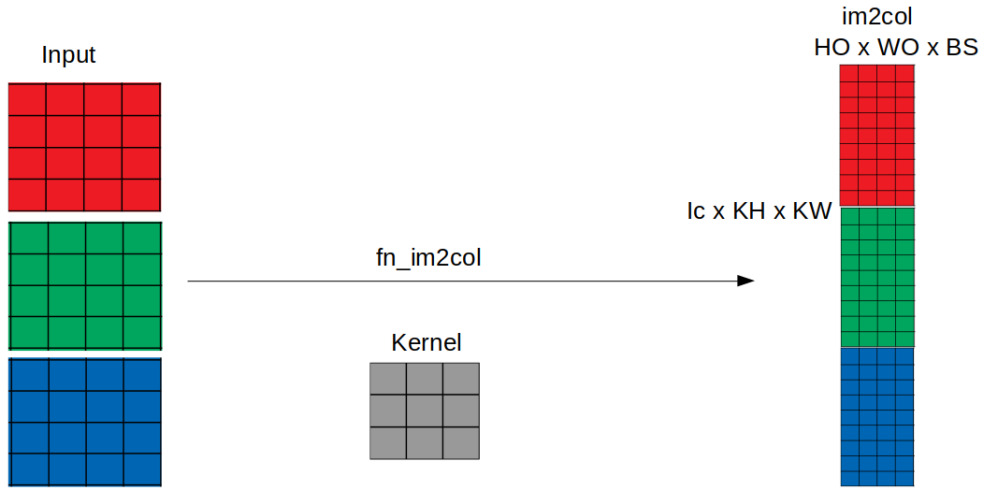 im2col
HO x WO x BS
Input
Ic x KH x KW
fn_im2col
Kernel